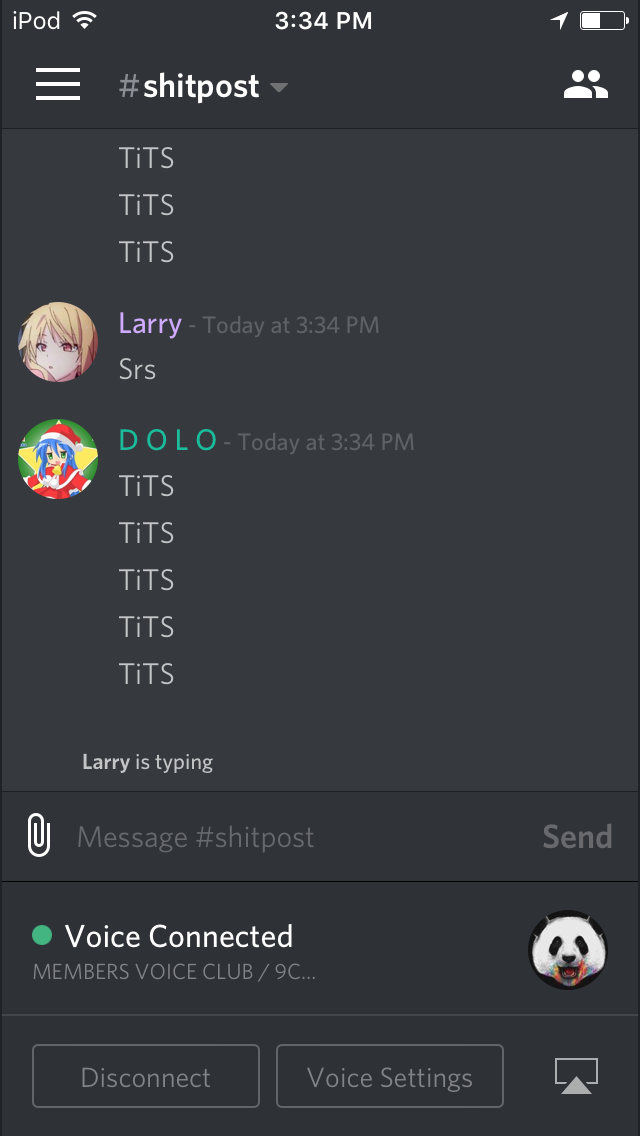 iPod 3:34 PM
#shitpost
TiTS
TiTS
TiTS
Larry - Today at 3:34 PM
Srs
D O L O - Today at 3:34 PM
TiTS
TiTS
TiTS
TiTS
TiTS
Larry is typing
Message #shitpost Send
Voice Connected
MEMBERS VOICE CLUB / 9C...
Disconnect Voice Settings